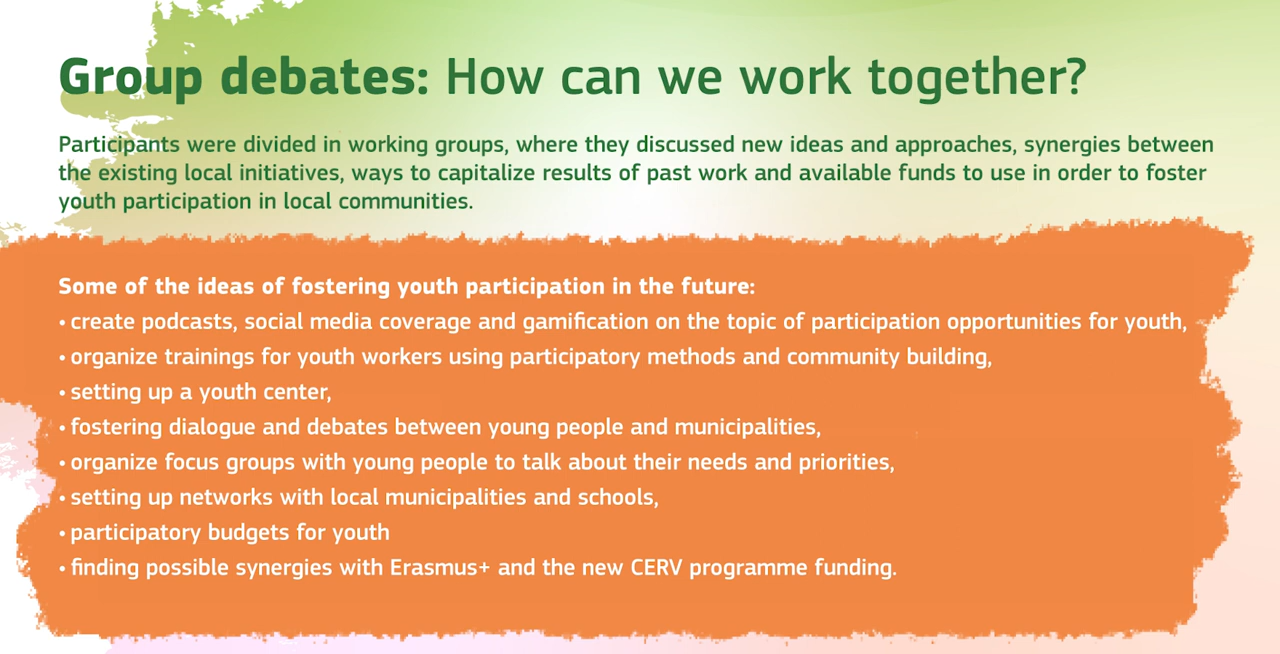 Group debates: How can we work together?
Participants were divided in working groups, where they discussed new ideas and approaches, synergies between
the existing local initiatives, ways to capitalize results of past work and available funds to use in order to foster
youth participation in local communities.
Some of the ideas of fostering youth participation in the future:
• create podcasts, social media coverage and gamification on the topic of participation opportunities for youth,
• organize trainings for youth workers using participatory methods and community building,
• setting up a youth center,
• fostering dialogue and debates between young people and municipalities,
• organize focus groups with young people to talk about their needs and priorities,
• setting up networks with local municipalities and schools,
• participatory budgets for youth
• finding possible synergies with Erasmus+ and the new CERV programme funding.